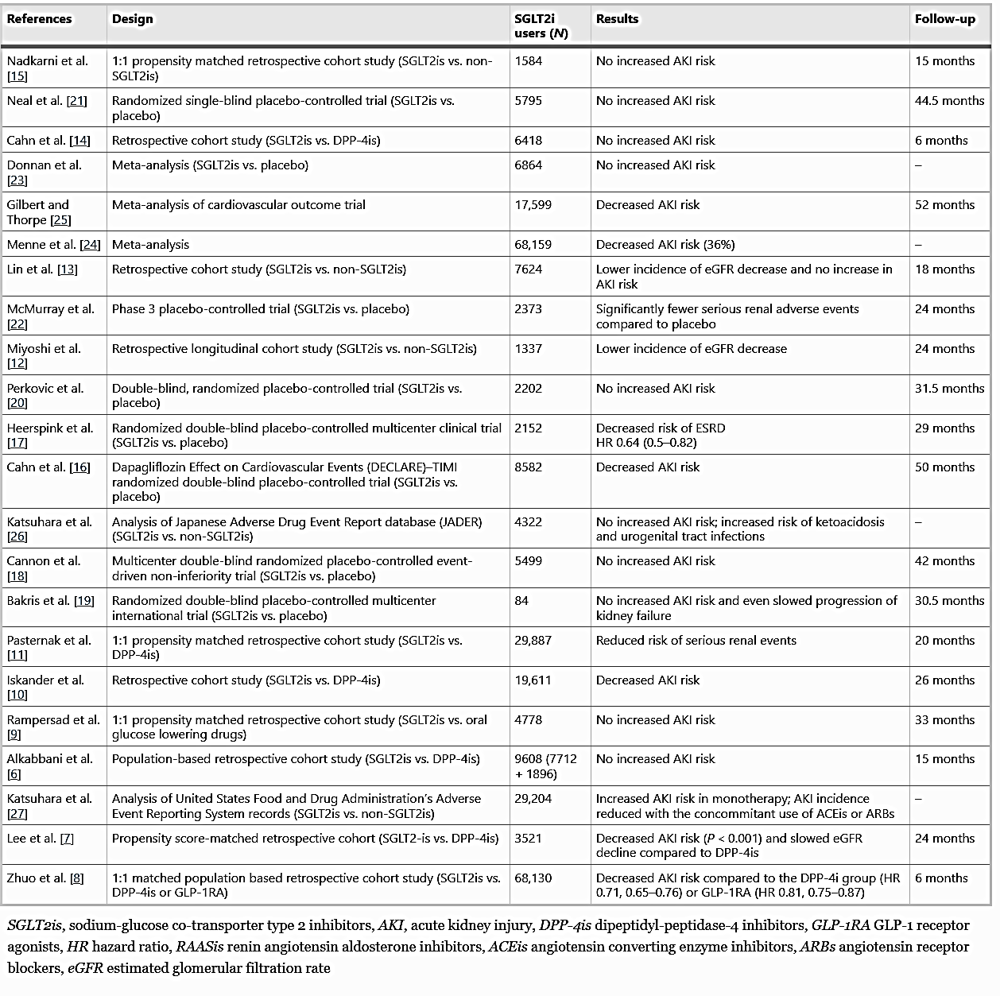 References Design SGLT2i users (N) Results Follow-up
Nadkarni et al. [15] 1:1 propensity matched retrospective cohort study (SGLT2is vs. non-SGLT2is) 1584 No increased AKI risk 15 months
Neal et al. [21] Randomized single-blind placebo-controlled trial (SGLT2is vs. placebo) 5795 No increased AKI risk 44.5 months
Cahn et al. [14] Retrospective cohort study (SGLT2is vs. DPP-4is) 6418 No increased AKI risk 6 months
Donnan et al. [23] Meta-analysis (SGLT2is vs. placebo) 6864 No increased AKI risk –
Gilbert and Thorpe [25] Meta-analysis of cardiovascular outcome trial 17,599 Decreased AKI risk 52 months
Menne et al. [24] Meta-analysis 68,159 Decreased AKI risk (36%) –
Lin et al. [13] Retrospective cohort study (SGLT2is vs. non-SGLT2is) 7624 Lower incidence of eGFR decrease and no increase in AKI risk 18 months
McMurray et al. [22] Phase 3 placebo-controlled trial (SGLT2is vs. placebo) 2373 Significantly fewer serious renal adverse events compared to placebo 24 months
Miyoshi et al. [12] Retrospective longitudinal cohort study (SGLT2is vs. non-SGLT2is) 1337 Lower incidence of eGFR decrease 24 months
Perkovic et al. [20] Double-blind, randomized placebo-controlled trial (SGLT2is vs. placebo) 2202 No increased AKI risk 31.5 months
Heerspink et al. [17] Randomized double-blind placebo-controlled multicenter clinical trial (SGLT2is vs. placebo) 2152 Decreased risk of ESRD HR 0.64 (0.5–0.82) 29 months
Cahn et al. [16] Dapagliflozin Effect on Cardiovascular Events (DECLARE)–TIMI randomized double-blind placebo-controlled trial (SGLT2is vs. placebo) 8582 Decreased AKI risk 50 months
Katsuhara et al. [26] Analysis of Japanese Adverse Drug Event Report database (JADER) (SGLT2is vs. non-SGLT2is) 4322 No increased AKI risk; increased risk of ketoacidosis and urogenital tract infections –
Cannon et al. [18] Multicenter double-blind randomized placebo-controlled event-driven non-inferiority trial (SGLT2is vs. placebo) 5499 No increased AKI risk 42 months
Bakris et al. [19] Randomized double-blind placebo-controlled multicenter international trial (SGLT2is vs. placebo) 84 No increased AKI risk and even slowed progression of kidney failure 30.5 months
Pasternak et al. [11] 1:1 propensity matched retrospective cohort study (SGLT2is vs. DPP-4is) 29,887 Reduced risk of serious renal events 20 months
Iskander et al. [10] Retrospective cohort study (SGLT2is vs. DPP-4is) 19,611 Decreased AKI risk 26 months
Rampersad et al. [9] 1:1 propensity matched retrospective cohort study (SGLT2is vs. oral glucose lowering drugs) 4778 No increased AKI risk 33 months
Alkabbani et al. [6] Population-based retrospective cohort study (SGLT2is vs. DPP-4is) 9608 (7712 + 1896) No increased AKI risk 15 months
Katsuhara et al. [27] Analysis of United States Food and Drug Administration's Adverse Event Reporting System records (SGLT2is vs. non-SGLT2is) 29,204 Increased AKI risk in monotherapy; AKI incidence reduced with the concommitant use of ACEis or ARBs –
Lee et al. [7] Propensity score-matched retrospective cohort (SGLT2-is vs. DPP-4is) 3521 Decreased AKI risk (P < 0.001) and slowed eGFR decline compared to DPP-4is 24 months
Zhuo et al. [8] 1:1 matched population based retrospective cohort study (SGLT2is vs. DPP-4is or GLP-1RA) 68,130 Decreased AKI risk compared to the DPP-4i group (HR 0.71, 0.65–0.76) or GLP-1RA (HR 0.81, 0.75–0.87) 6 months
SGLT2is, sodium-glucose co-transporter type 2 inhibitors, AKI, acute kidney injury, DPP-4is dipeptidyl-peptidase-4 inhibitors, GLP-1RA GLP-1 receptor
agonists, HR hazard ratio, RAASis renin angiotensin aldosterone inhibitors, ACEis angiotensin converting enzyme inhibitors, ARBs angiotensin receptor
blockers, eGFR estimated glomerular filtration rate